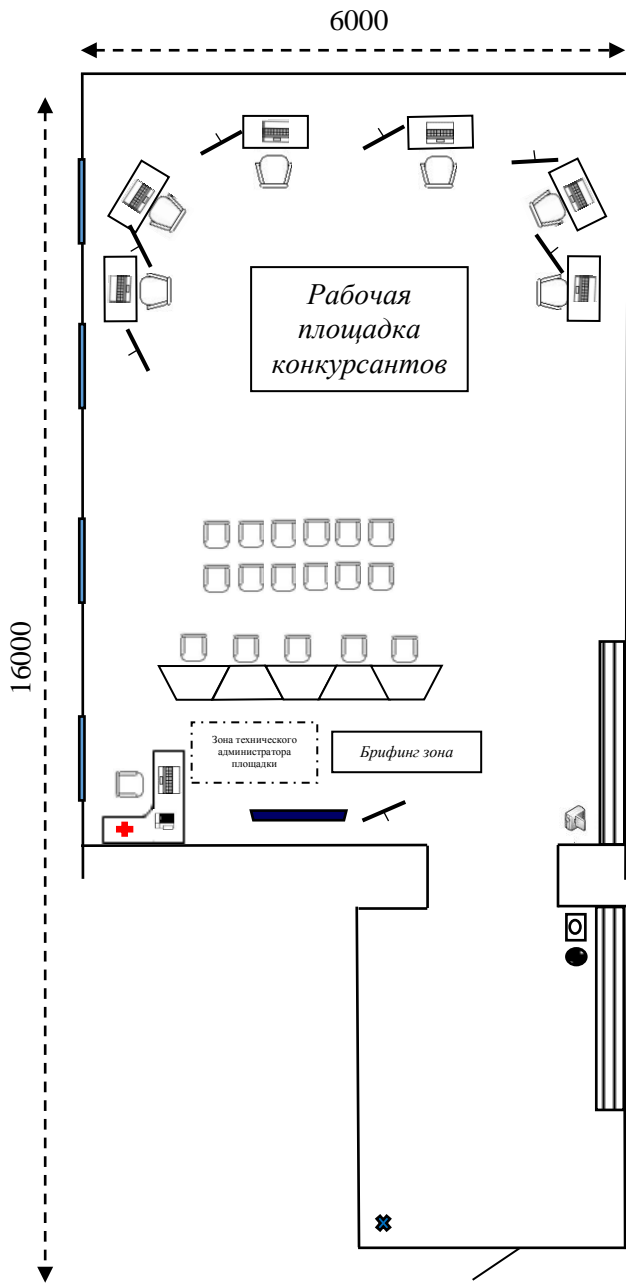 6000
Рабочая
площадка
конкурсантов
16000
Зона технического
администратора
площадки
Брифинг зона